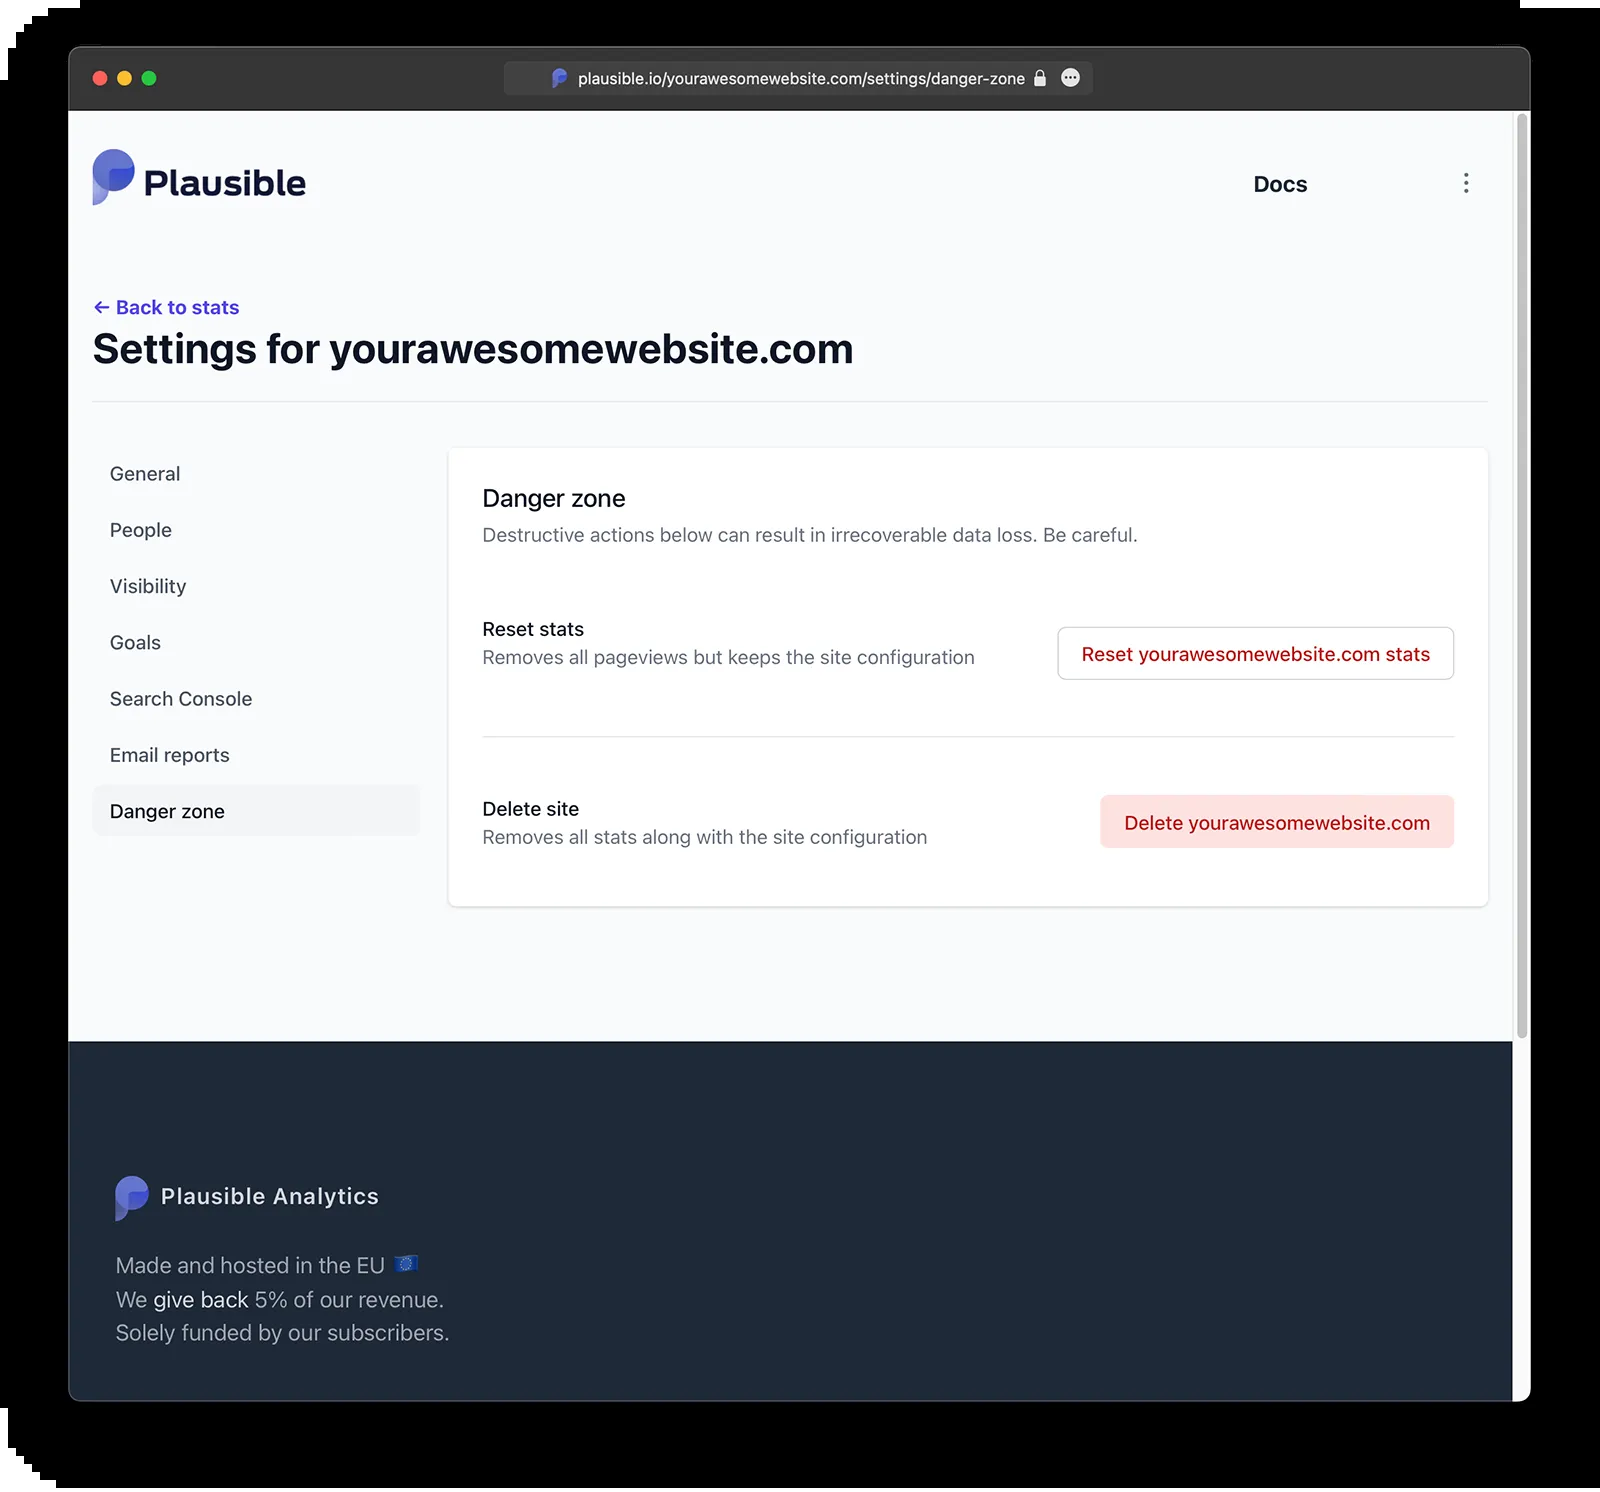 plausible.io/yourawesomewebsite.com/settings/danger-zone
Plausible
Docs
← Back to stats
Settings for yourawesomewebsite.com
General
People
Visibility
Goals
Search Console
Email reports
Danger zone
Danger zone
Destructive actions below can result in irrecoverable data loss. Be careful.
Reset stats
Removes all pageviews but keeps the site configuration
Reset yourawesomewebsite.com stats
Delete site
Removes all stats along with the site configuration
Delete yourawesomewebsite.com
Plausible Analytics
Made and hosted in the EU 🇪🇺
We give back 5% of our revenue.
Solely funded by our subscribers.